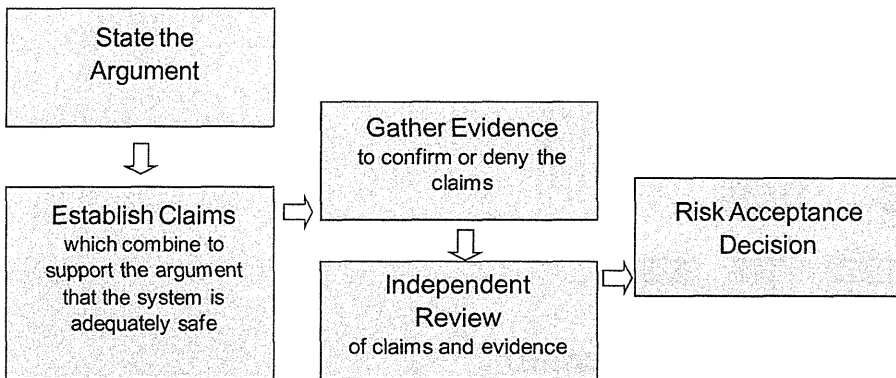 State the
Argument
Establish Claims
which combine to
support the argument
that the system is
adequately safe
Gather Evidence
to confirm or deny the
claims
Independent
Review
of claims and evidence
Risk Acceptance
Decision